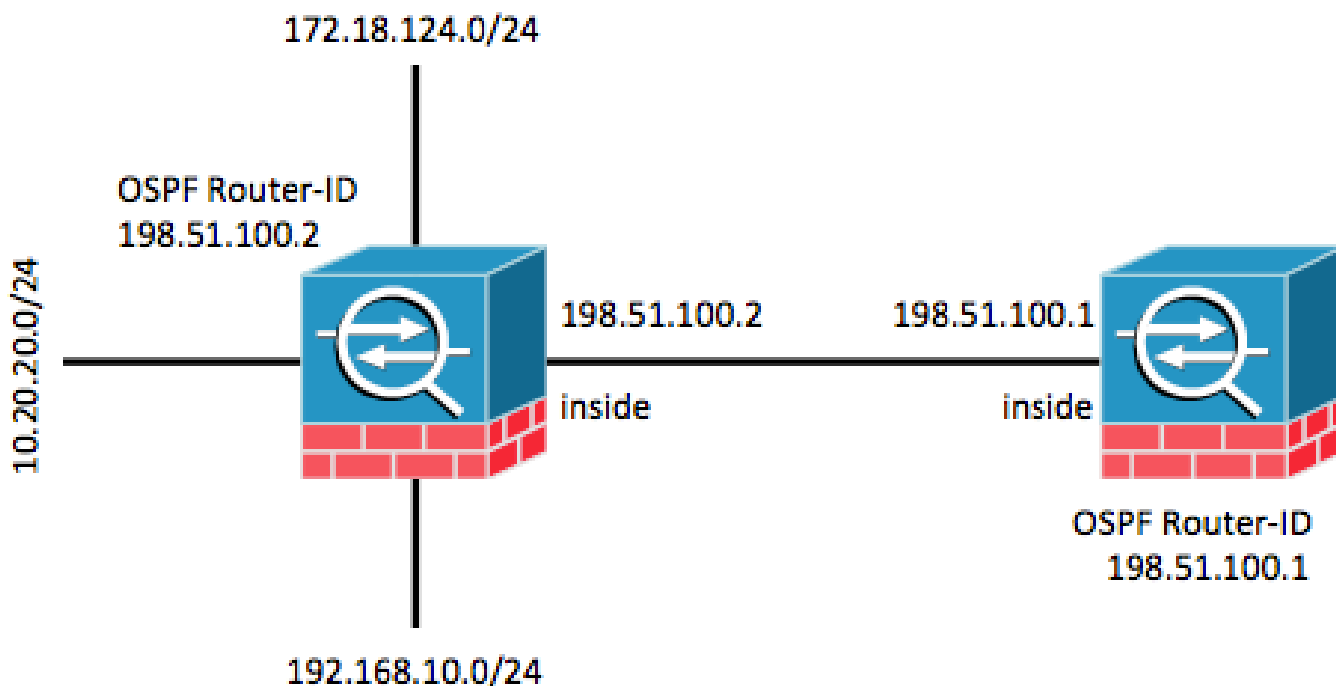 172.18.124.0/24
OSPF Router-ID
198.51.100.2
10.20.20.0/24
198.51.100.2
198.51.100.1
inside
inside
OSPF Router-ID
198.51.100.1
192.168.10.0/24